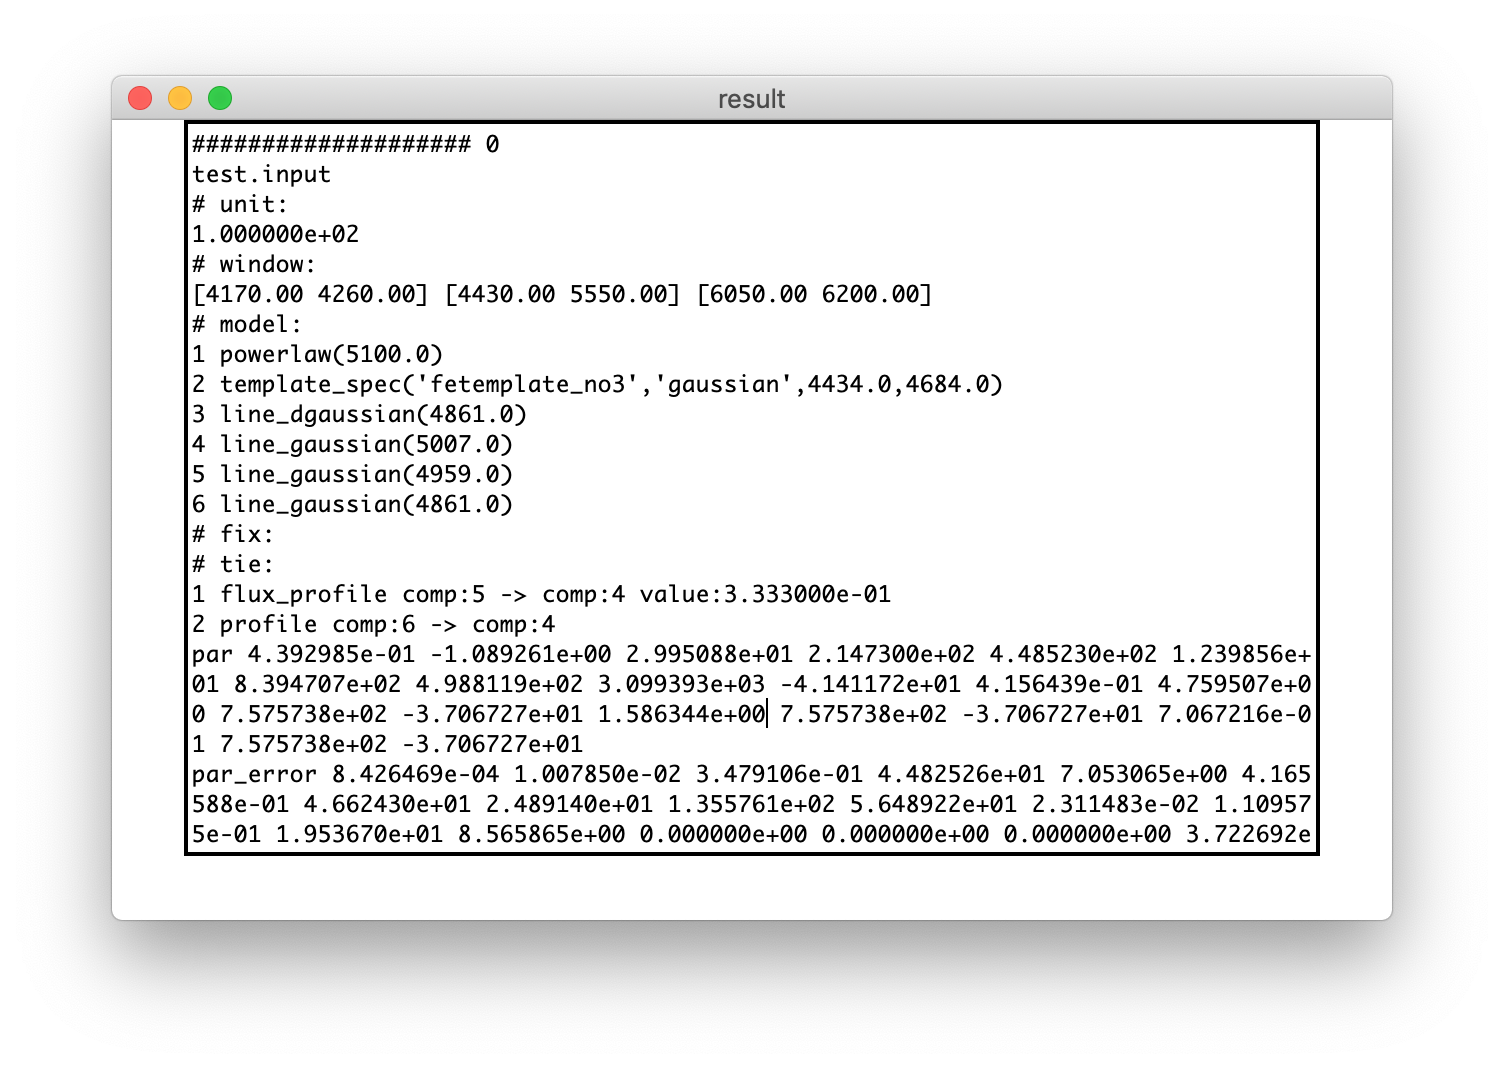 result
#################### 0
test.input
# unit:
1.000000e+02
# window:
[4170.00 4260.00] [4430.00 5550.00] [6050.00 6200.00]
# model:
1 powerlaw(5100.0)
2 template_spec('fetemplate_no3','gaussian',4434.0,4684.0)
3 line_dgaussian(4861.0)
4 line_gaussian(5007.0)
5 line_gaussian(4959.0)
6 line_gaussian(4861.0)
# fix:
# tie:
1 flux_profile comp:5 -> comp:4 value:3.333000e-01
2 profile comp:6 -> comp:4
par 4.392985e-01 -1.089261e+00 2.995088e+01 2.147300e+02 4.485230e+02 1.239856e+
01 8.394707e+02 4.988119e+02 3.099393e+03 -4.141172e+01 4.156439e-01 4.759507e+0
0 7.575738e+02 -3.706727e+01 1.586344e+00 7.575738e+02 -3.706727e+01 7.067216e-0
1 7.575738e+02 -3.706727e+01
par_error 8.426469e-04 1.007850e-02 3.479106e-01 4.482526e+01 7.053065e+00 4.165
588e-01 4.662430e+01 2.489140e+01 1.355761e+02 5.648922e+01 2.311483e-02 1.10957
5e-01 1.953670e+01 8.565865e+00 0.000000e+00 0.000000e+00 0.000000e+00 3.722692e